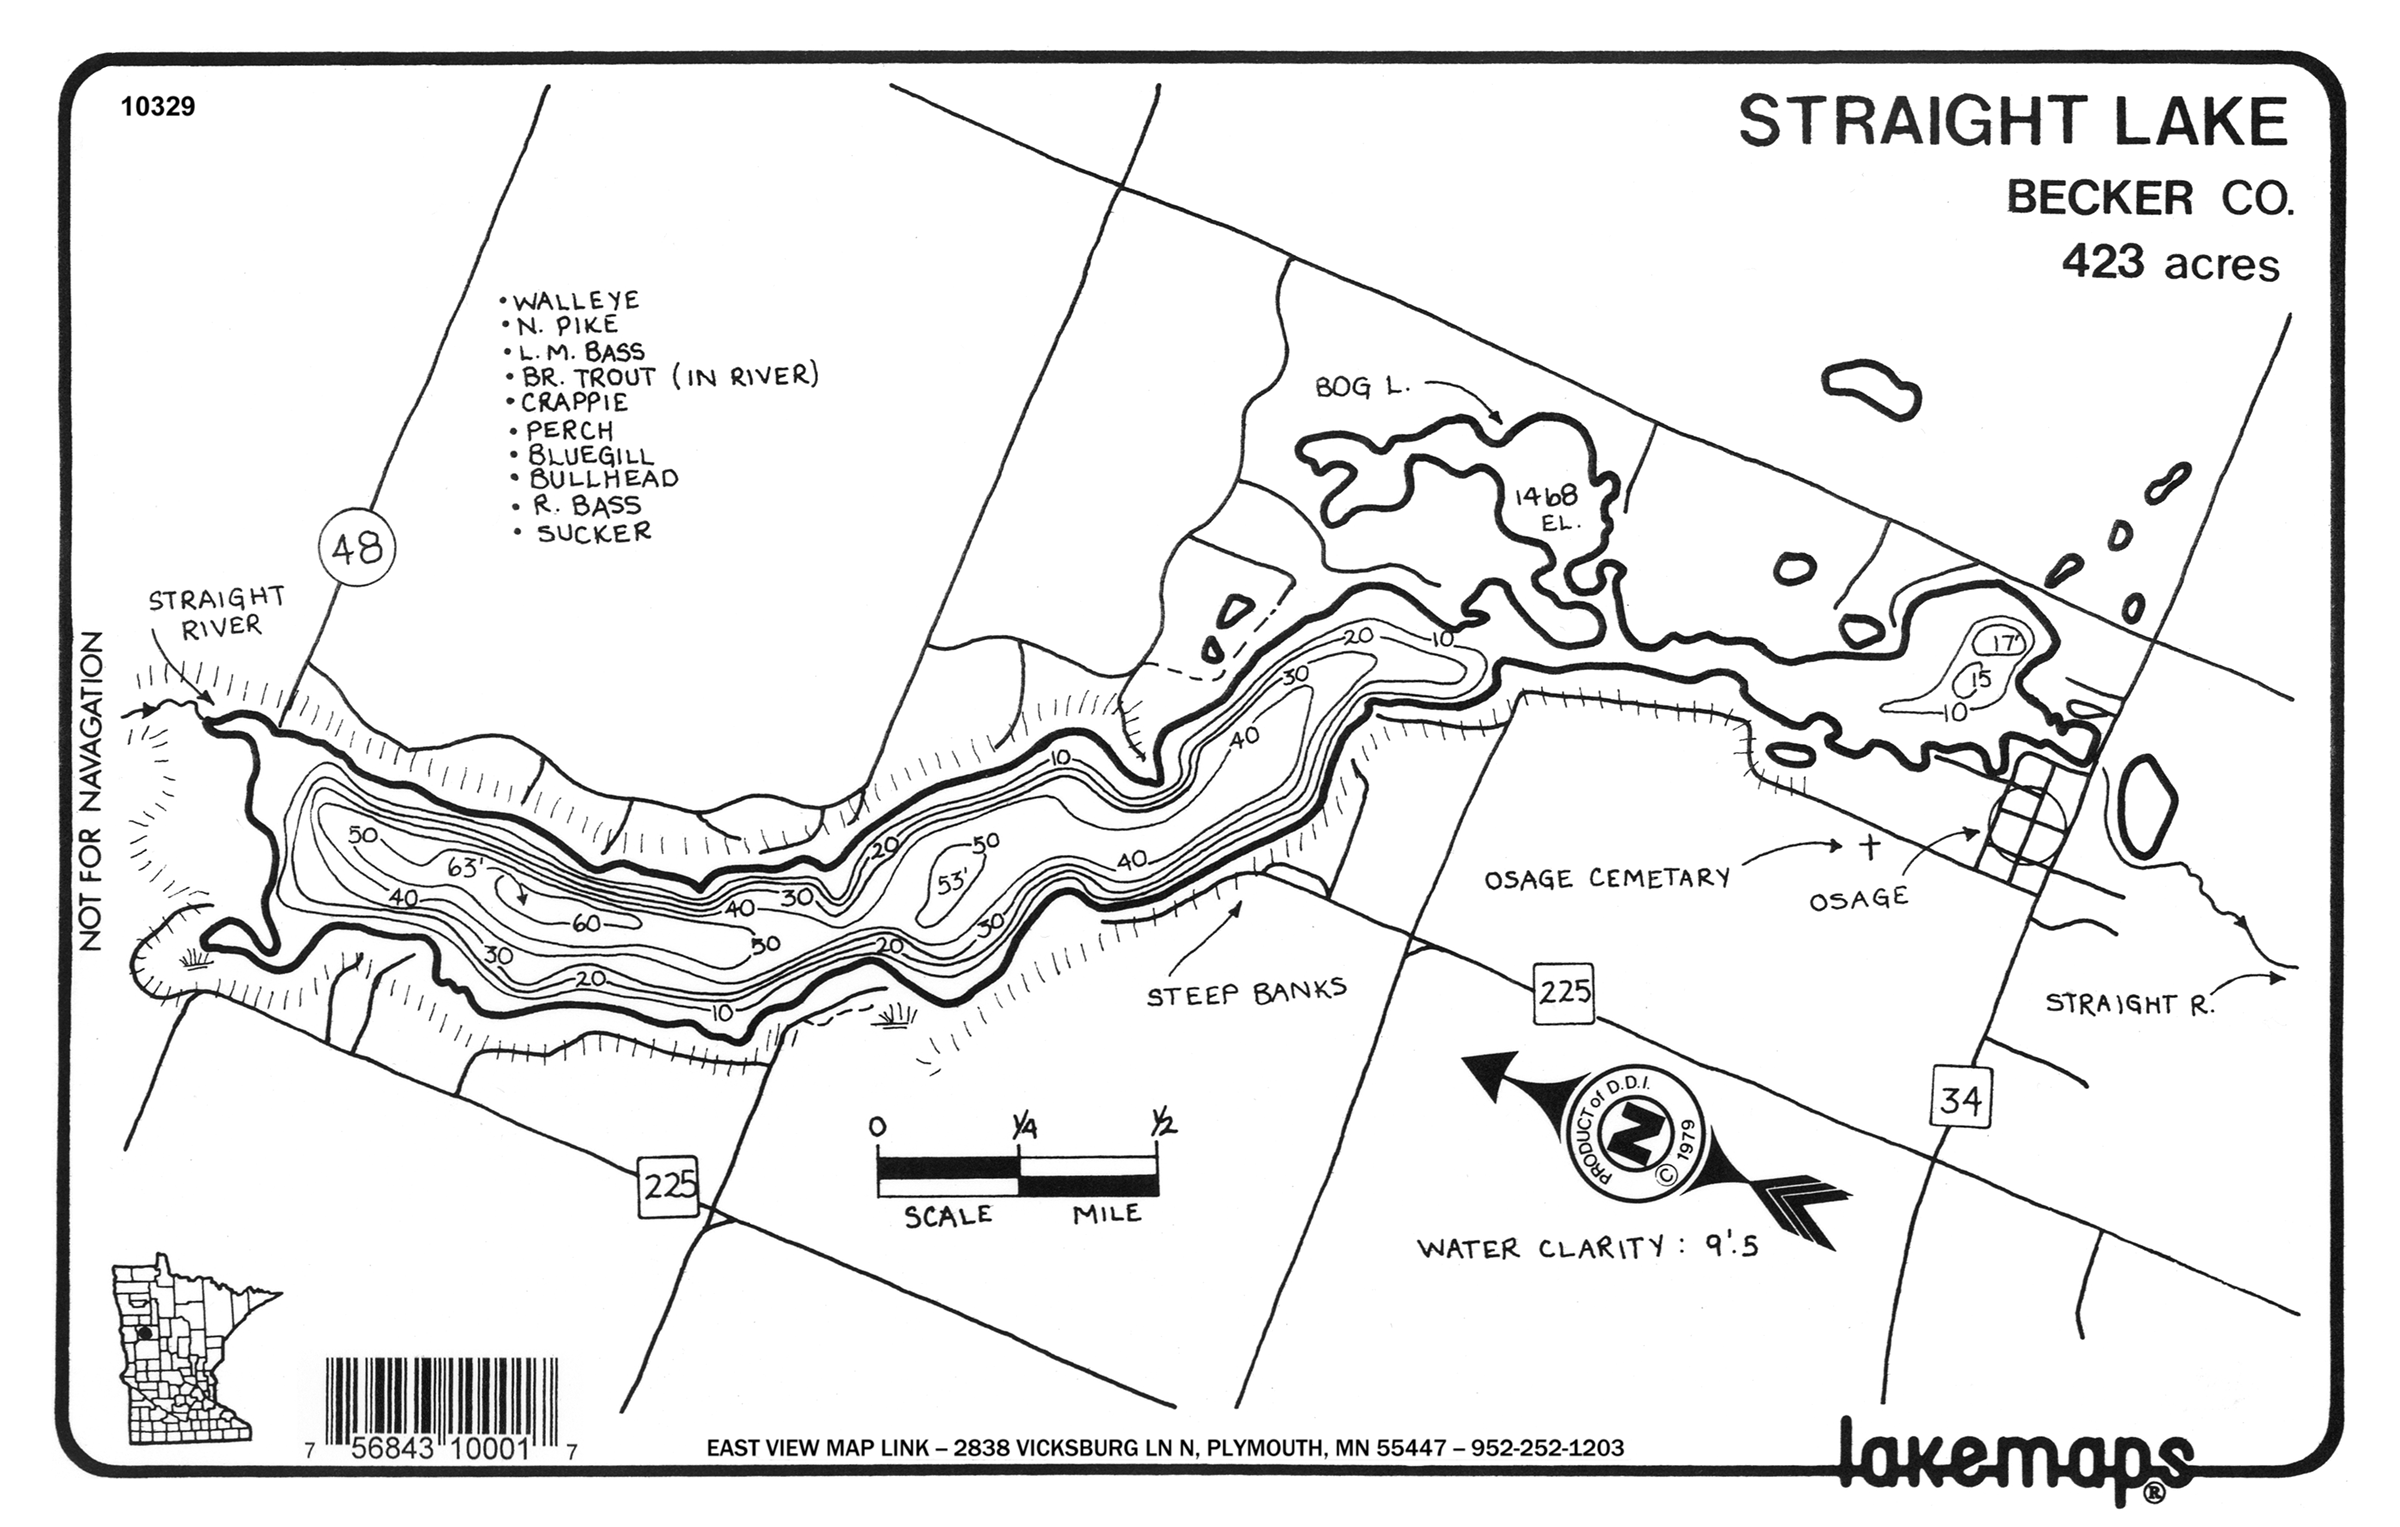 10329
STRAIGHT LAKE
BECKER CO.
423 acres
• WALLEYE
• N. PIKE
• L.M. BASS
• BR. TROUT (IN RIVER)
• CRAPPIE
• PERCH
• BLUEGILL
• BULLHEAD
• R. BASS
• SUCKER
BOG L.
1468
EL.
48
STRAIGHT
RIVER
NOT FOR NAVAGATION
20
10
30
40
17'
15
10
10
50
63'
40
60
30
20
10
40
30
50
20
50
53'
40
30
20
OSAGE CEMETARY
OSAGE
STEEP BANKS
225
STRAIGHT R.
34
225
0
1/4
1/2
SCALE
MILE
PRODUCT of D.D.I.
N
© 1979
WATER CLARITY : 9'.5
7 56843 10001 7
EAST VIEW MAP LINK – 2838 VICKSBURG LN N, PLYMOUTH, MN 55447 – 952-252-1203
lakemaps®